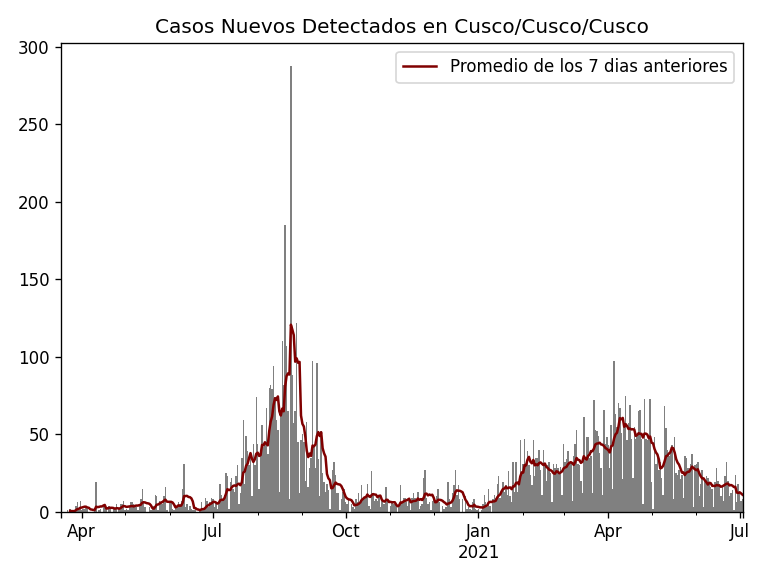 Casos Nuevos Detectados en Cusco/Cusco/Cusco
Promedio de los 7 dias anteriores
300
250
200
150
100
50
0
Apr Jul Oct Jan Apr Jul
2021